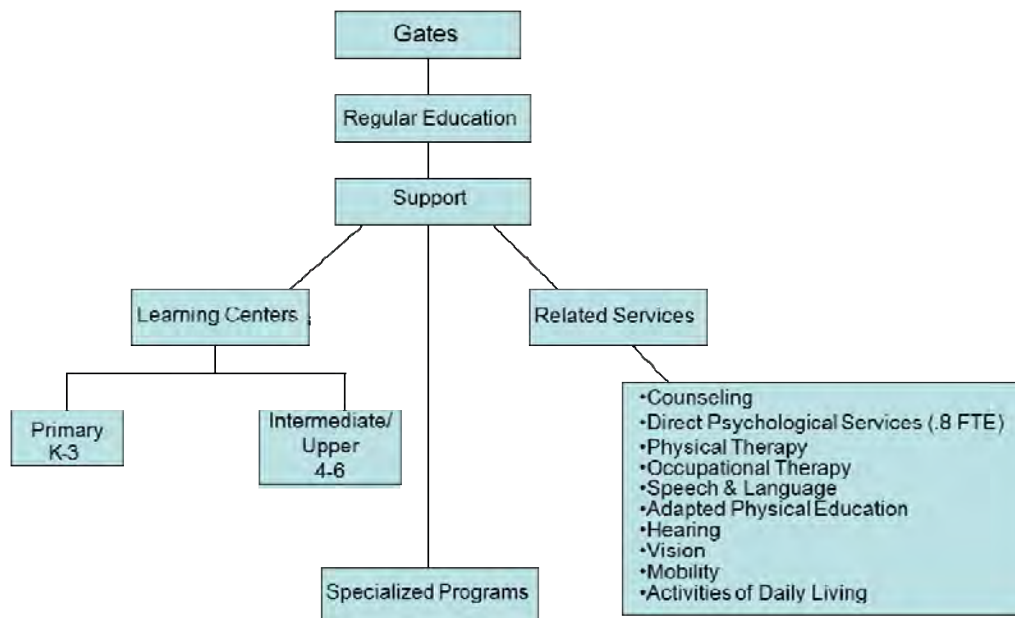 Gates
Regular Education
Support
Learning Centers
s
Related Services
Primary
K-3
Intermediate/
Upper
4-6
•Counseling
•Direct Psychological Services (.8 FTE)
•Physical Therapy
•Occupational Therapy
•Speech & Language
•Adapted Physical Education
•Hearing
•Vision
•Mobility
•Activities of Daily Living
Specialized Programs